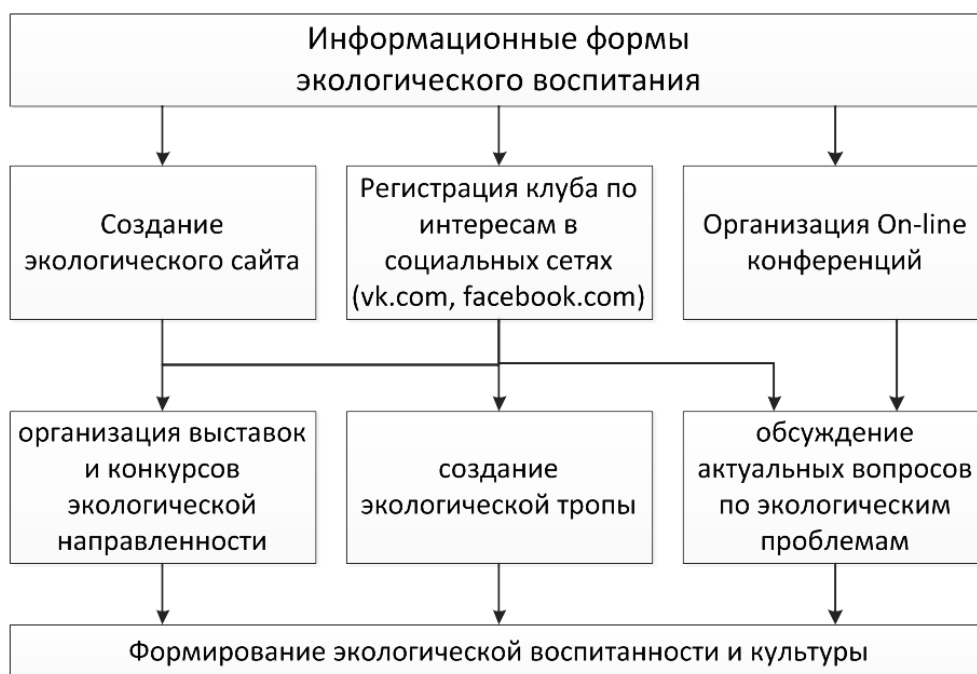 Информационные формы
экологического воспитания
Создание
экологического сайта
Регистрация клуба по
интересам в
социальных сетях
(vk.com, facebook.com)
Организация On-line
конференций
организация выставок
и конкурсов
экологической
направленности
создание
экологической тропы
обсуждение
актуальных вопросов
по экологическим
проблемам
Формирование экологической воспитанности и культуры